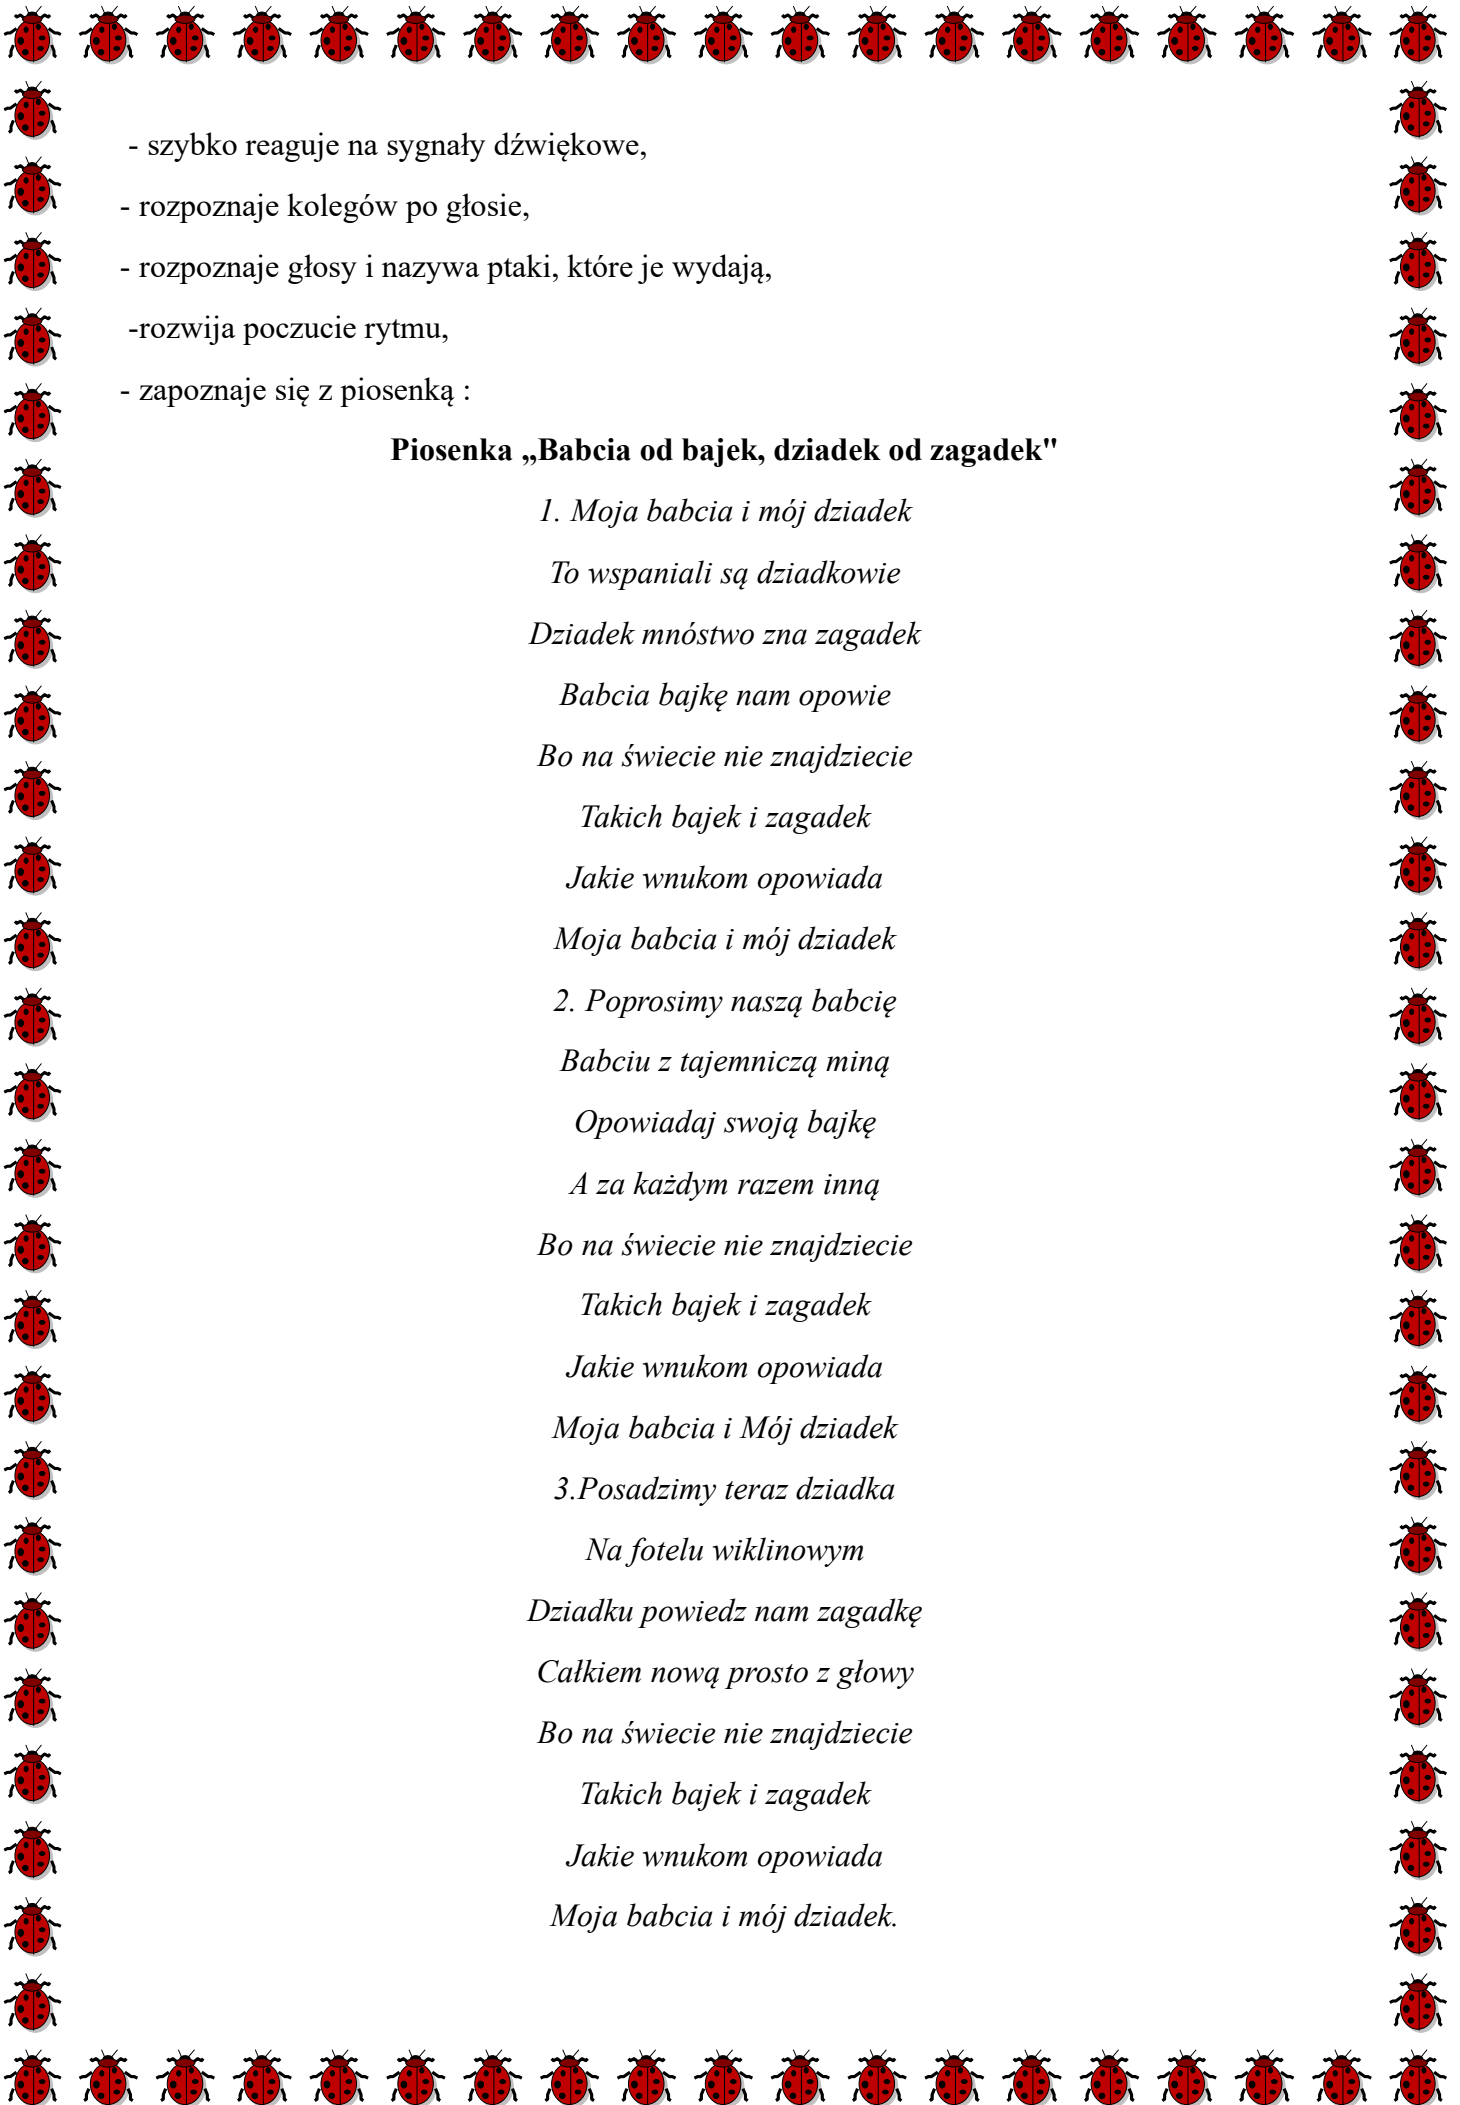 - szybko reaguje na sygnały dźwiękowe,
- rozpoznaje kolegów po głosie,
- rozpoznaje głosy i nazywa ptaki, które je wydają,
-rozwija poczucie rytmu,
- zapoznaje się z piosenką :
Piosenka „Babcia od bajek, dziadek od zagadek"
1. Moja babcia i mój dziadek
To wspaniali są dziadkowie
Dziadek mnóstwo zna zagadek
Babcia bajkę nam opowie
Bo na świecie nie znajdziecie
Takich bajek i zagadek
Jakie wnukom opowiada
Moja babcia i mój dziadek
2. Poprosimy naszą babcię
Babciu z tajemniczą miną
Opowiadaj swoją bajkę
A za każdym razem inną
Bo na świecie nie znajdziecie
Takich bajek i zagadek
Jakie wnukom opowiada
Moja babcia i Mój dziadek
3.Posadzimy teraz dziadka
Na fotelu wiklinowym
Dziadku powiedz nam zagadkę
Całkiem nową prosto z głowy
Bo na świecie nie znajdziecie
Takich bajek i zagadek
Jakie wnukom opowiada
Moja babcia i mój dziadek.